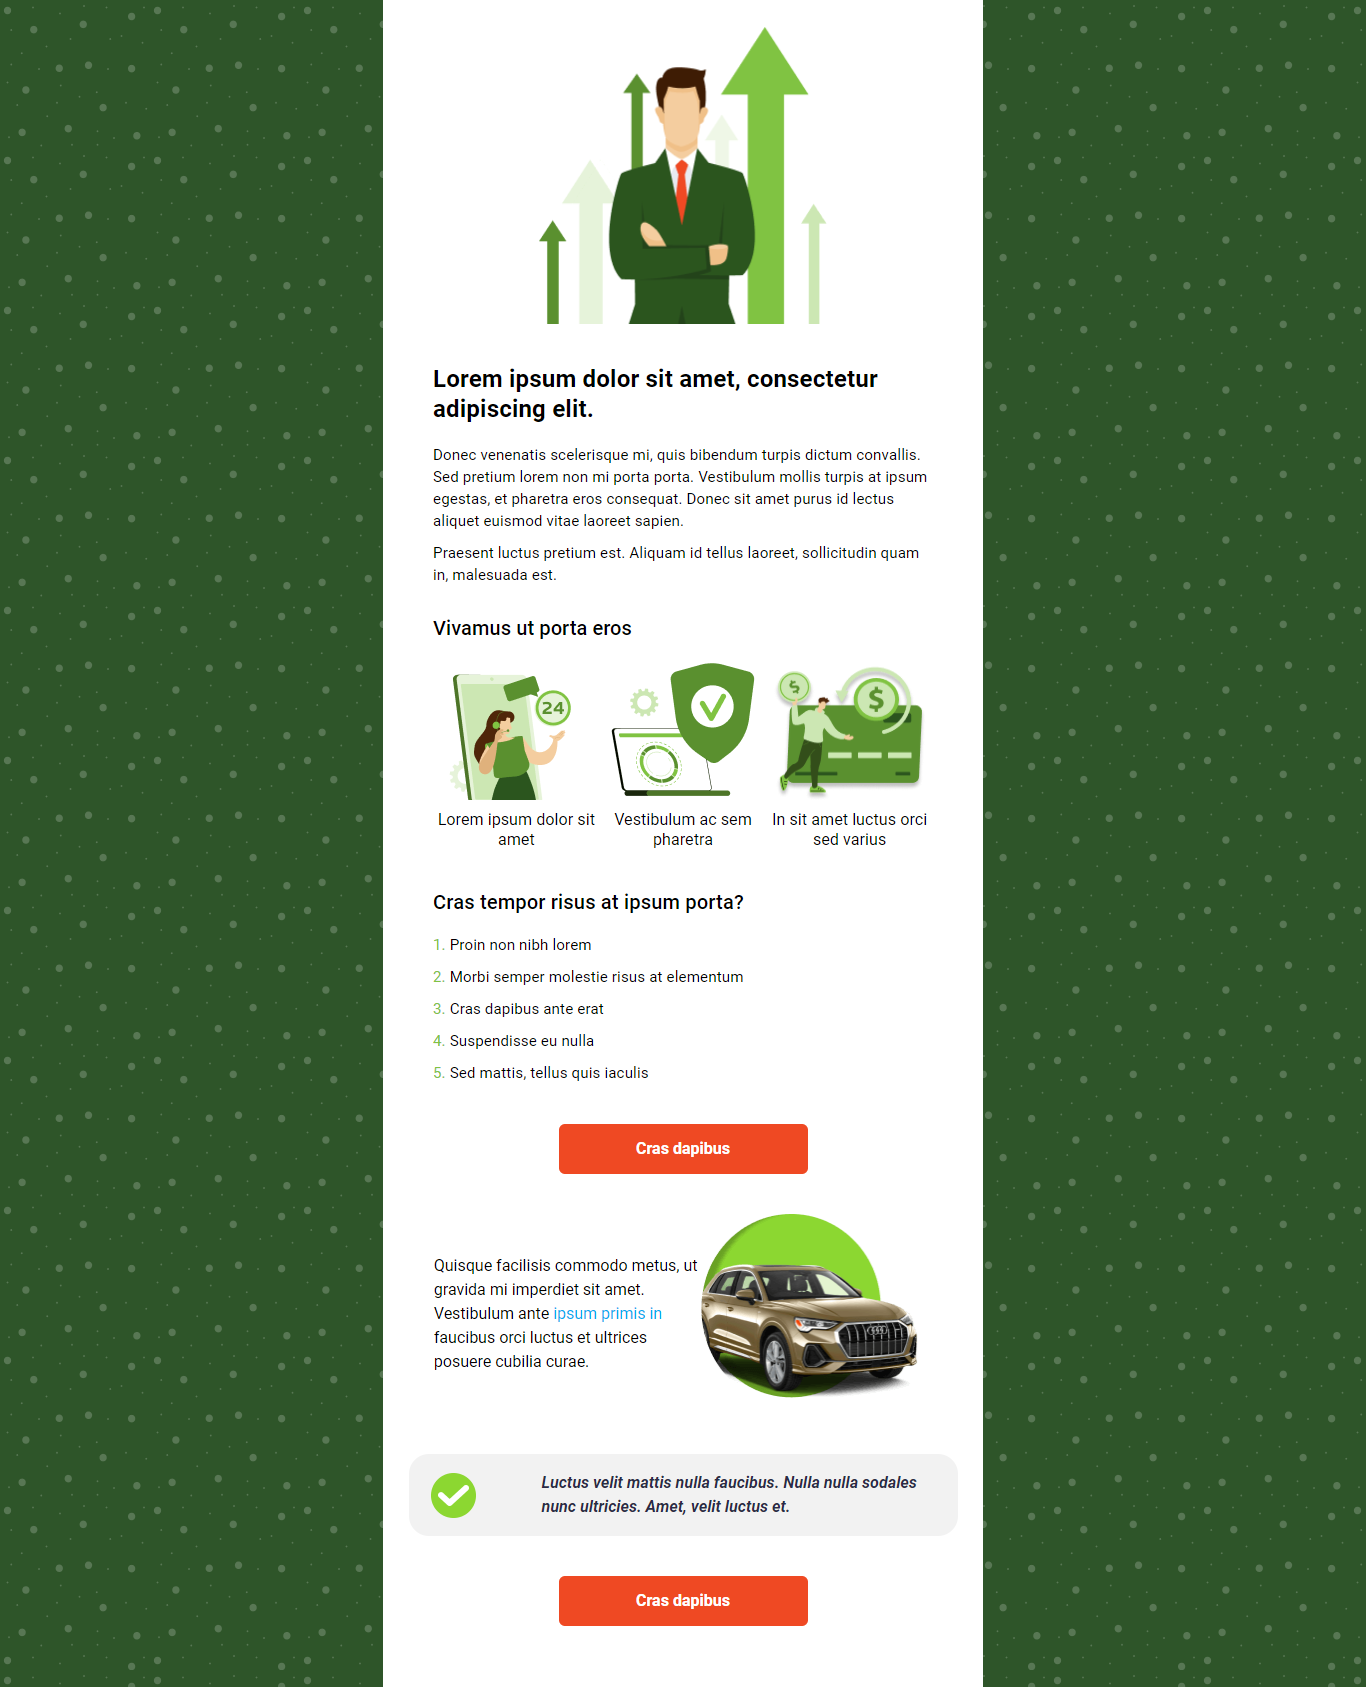 Lorem ipsum dolor sit amet, consectetur
adipiscing elit.
Donec venenatis scelerisque mi, quis bibendum turpis dictum convallis.
Sed pretium lorem non mi porta porta. Vestibulum mollis turpis at ipsum
egestas, et pharetra eros consequat. Donec sit amet purus id lectus
aliquet euismod vitae laoreet sapien.
Praesent luctus pretium est. Aliquam id tellus laoreet, sollicitudin quam
in, malesuada est.
Vivamus ut porta eros
24
$
$
Lorem ipsum dolor sit
amet
Vestibulum ac sem
pharetra
In sit amet luctus orci
sed varius
Cras tempor risus at ipsum porta?
1. Proin non nibh lorem
2. Morbi semper molestie risus at elementum
3. Cras dapibus ante erat
4. Suspendisse eu nulla
5. Sed mattis, tellus quis iaculis
Cras dapibus
Quisque facilisis commodo metus, ut
gravida mi imperdiet sit amet.
Vestibulum ante ipsum primis in
faucibus orci luctus et ultrices
posuere cubilia curae.
Luctus velit mattis nulla faucibus. Nulla nulla sodales
nunc ultricies. Amet, velit luctus et.
Cras dapibus